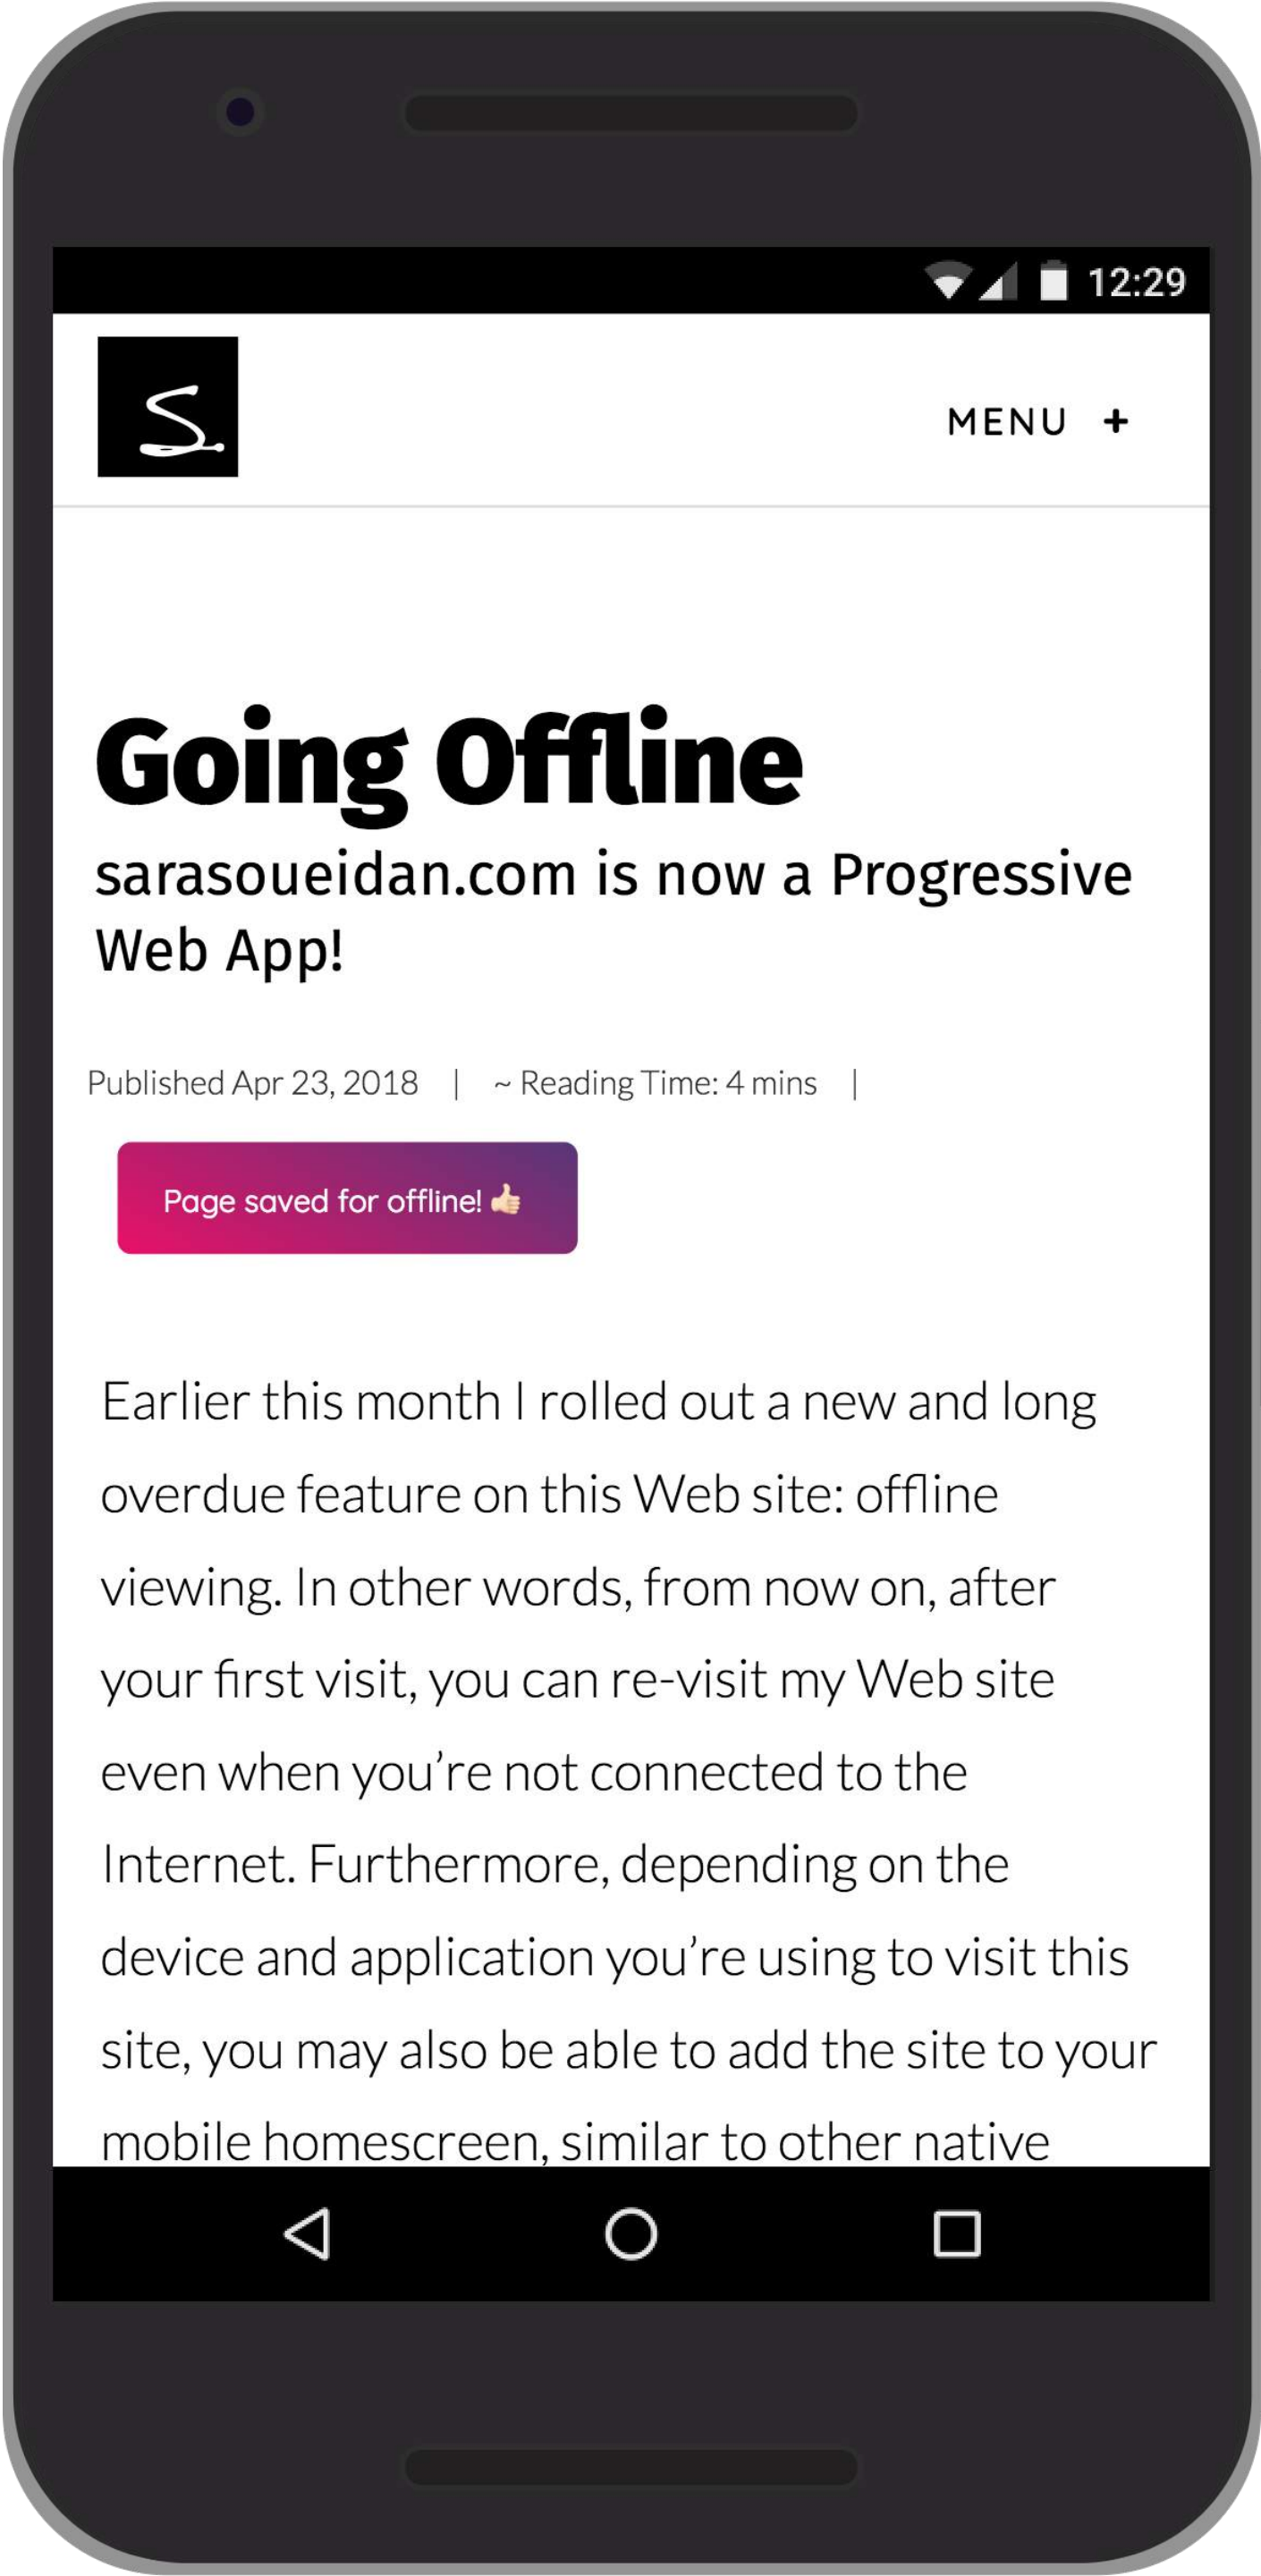 12:29
S.
MENU +
Going Offline
sarasoueidan.com is now a Progressive
Web App!
Published Apr 23, 2018 | ~ Reading Time: 4 mins |
Page saved for offline! 👍🏻
Earlier this month I rolled out a new and long
overdue feature on this Web site: offline
viewing. In other words, from now on, after
your first visit, you can re-visit my Web site
even when you’re not connected to the
Internet. Furthermore, depending on the
device and application you’re using to visit this
site, you may also be able to add the site to your
mobile homescreen, similar to other native